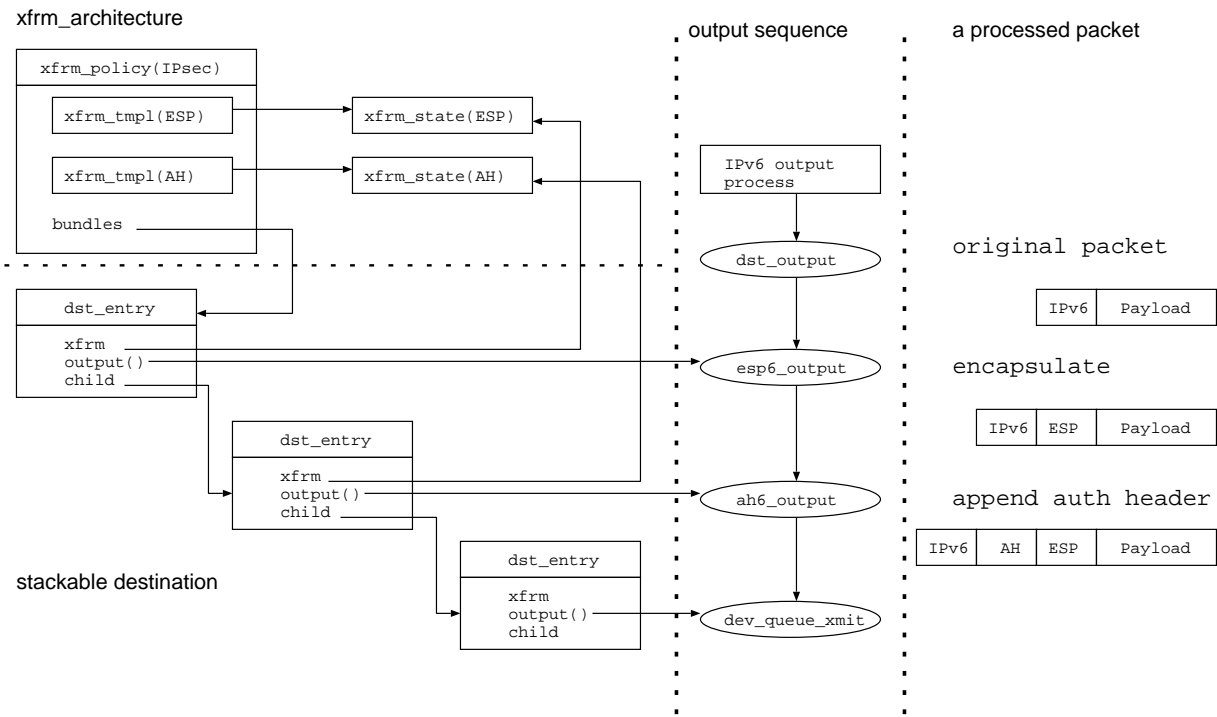 xfrm_architecture
xfrm_policy(IPsec)
xfrm_tmpl(ESP)
xfrm_state(ESP)
xfrm_tmpl(AH)
xfrm_state(AH)
bundles
dst_entry
xfrm
output()
child
dst_entry
xfrm
output()
child
dst_entry
xfrm
output()
child
stackable destination
output sequence
IPv6 output
process
dst_output
esp6_output
ah6_output
dev_queue_xmit
a processed packet
original packet
IPv6 Payload
encapsulate
IPv6 ESP Payload
append auth header
IPv6 AH ESP Payload